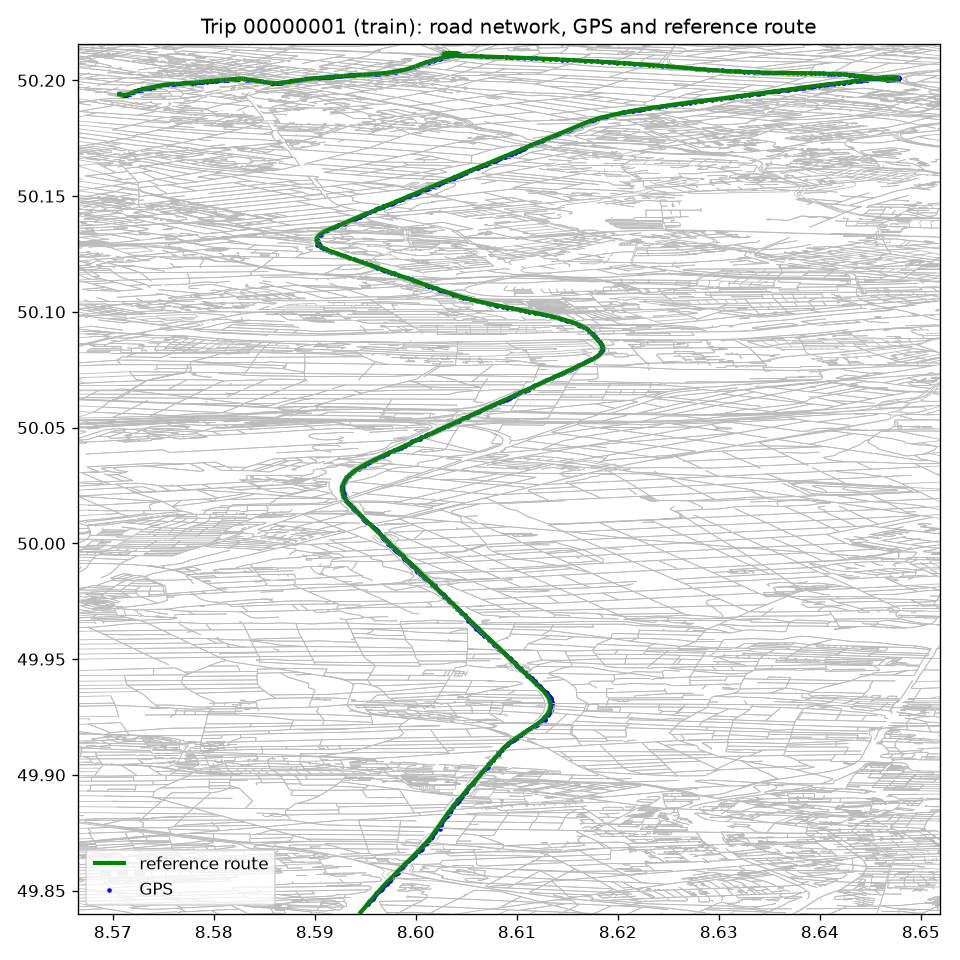 Trip 00000001 (train): road network, GPS and reference route
50.20
50.15
50.10
50.05
50.00
49.95
49.90
49.85
reference route
GPS
8.57 8.58 8.59 8.60 8.61 8.62 8.63 8.64 8.65